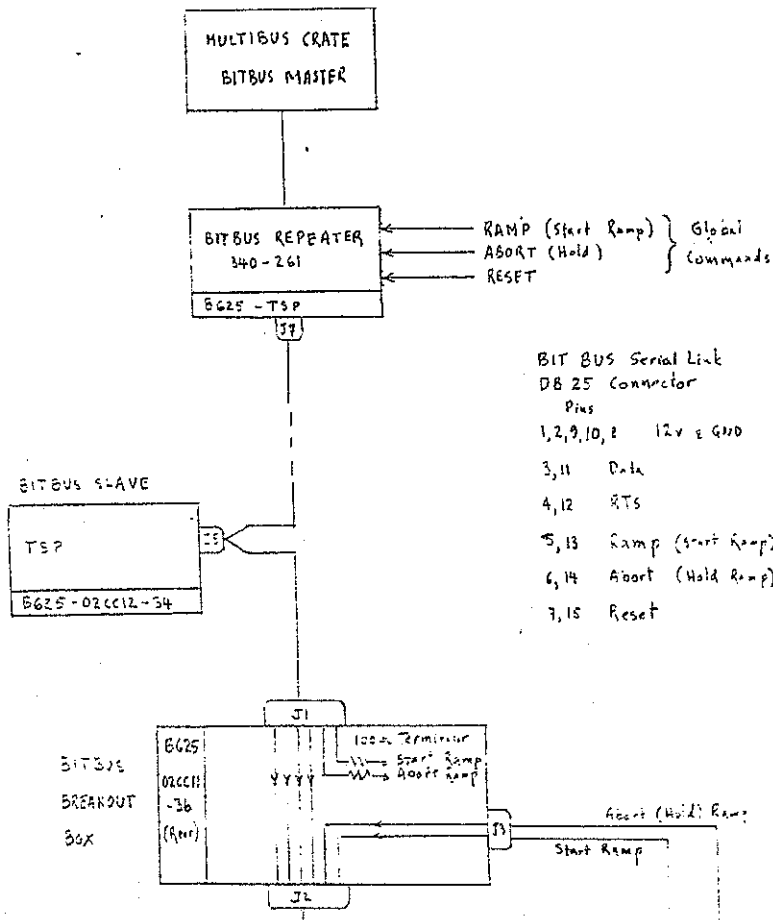 MULTIBUS CRATE
BITBUS MASTER
BITBUS REPEATER
340-261
B625-TSP
J7
RAMP (Start Ramp)
ABORT (Hold)
RESET
Global
Commands
BIT BUS Serial Link
DB 25 Connector
Pins
1,2,9,10,8 12v & GND
3,11 Data
4,12 RTS
5,13 Ramp (Start Ramp)
6,14 Abort (Hold Ramp)
7,15 Reset
BITBUS SLAVE
TSP
J5
B625-02CC12-34
J1
BITBUS
BREAKOUT
BOX
B625
02CC11
-36
(Rear)
100Ω Terminator
Start Ramp
Abort Ramp
J3
Abort (Hold) Ramp
Start Ramp
J2